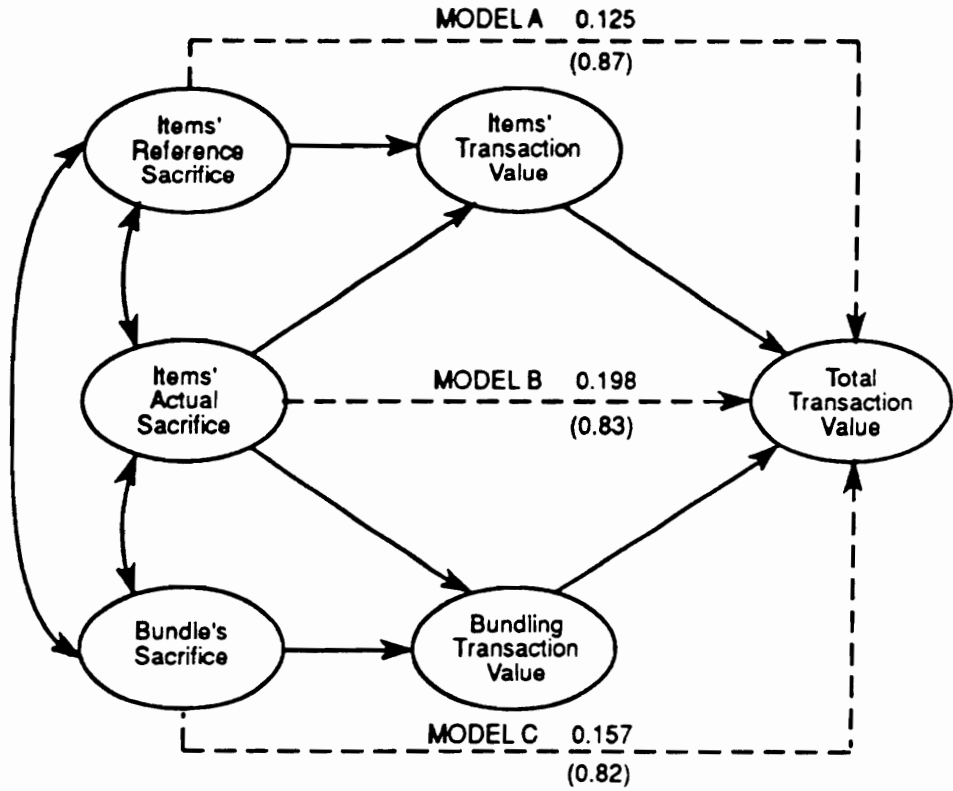 MODEL A 0.125
(0.87)
Items'
Reference
Sacrifice
Items'
Transaction
Value
Items'
Actual
Sacrifice
MODEL B 0.198
(0.83)
Total
Transaction
Value
Bundle's
Sacrifice
Bundling
Transaction
Value
MODEL C 0.157
(0.82)